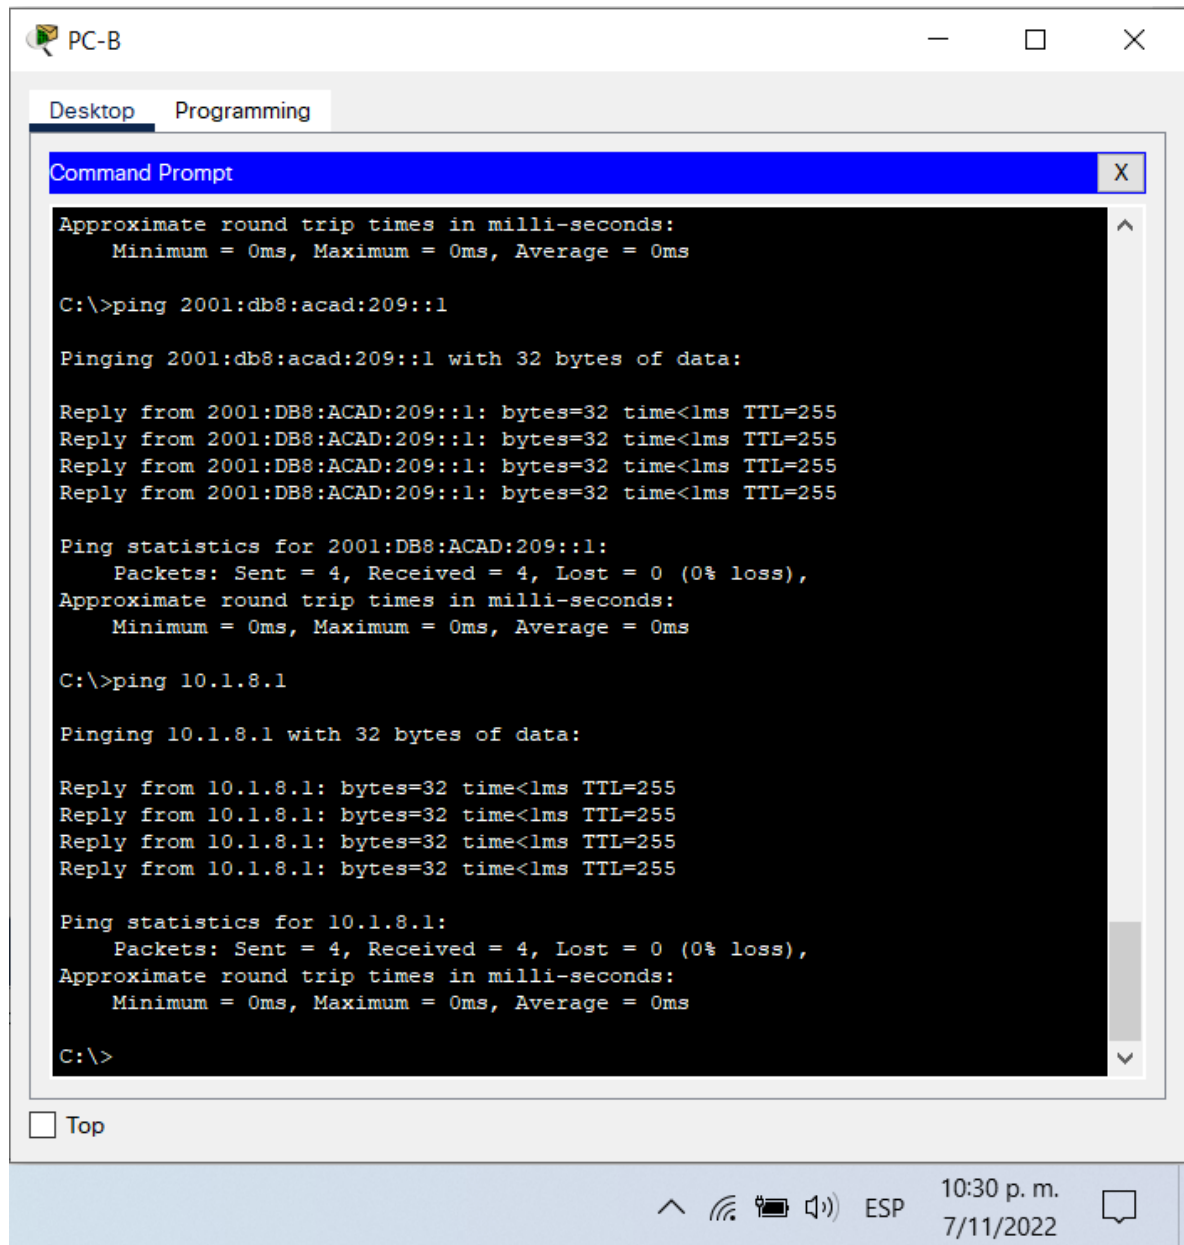 PC-B
Desktop Programming
Command Prompt X
Approximate round trip times in milli-seconds:
    Minimum = 0ms, Maximum = 0ms, Average = 0ms
C:\>ping 2001:db8:acad:209::1
Pinging 2001:db8:acad:209::1 with 32 bytes of data:
Reply from 2001:DB8:ACAD:209::1: bytes=32 time<1ms TTL=255
Reply from 2001:DB8:ACAD:209::1: bytes=32 time<1ms TTL=255
Reply from 2001:DB8:ACAD:209::1: bytes=32 time<1ms TTL=255
Reply from 2001:DB8:ACAD:209::1: bytes=32 time<1ms TTL=255
Ping statistics for 2001:DB8:ACAD:209::1:
    Packets: Sent = 4, Received = 4, Lost = 0 (0% loss),
Approximate round trip times in milli-seconds:
    Minimum = 0ms, Maximum = 0ms, Average = 0ms
C:\>ping 10.1.8.1
Pinging 10.1.8.1 with 32 bytes of data:
Reply from 10.1.8.1: bytes=32 time<1ms TTL=255
Reply from 10.1.8.1: bytes=32 time<1ms TTL=255
Reply from 10.1.8.1: bytes=32 time<1ms TTL=255
Reply from 10.1.8.1: bytes=32 time<1ms TTL=255
Ping statistics for 10.1.8.1:
    Packets: Sent = 4, Received = 4, Lost = 0 (0% loss),
Approximate round trip times in milli-seconds:
    Minimum = 0ms, Maximum = 0ms, Average = 0ms
C:\>
Top
ESP
10:30 p. m.
7/11/2022